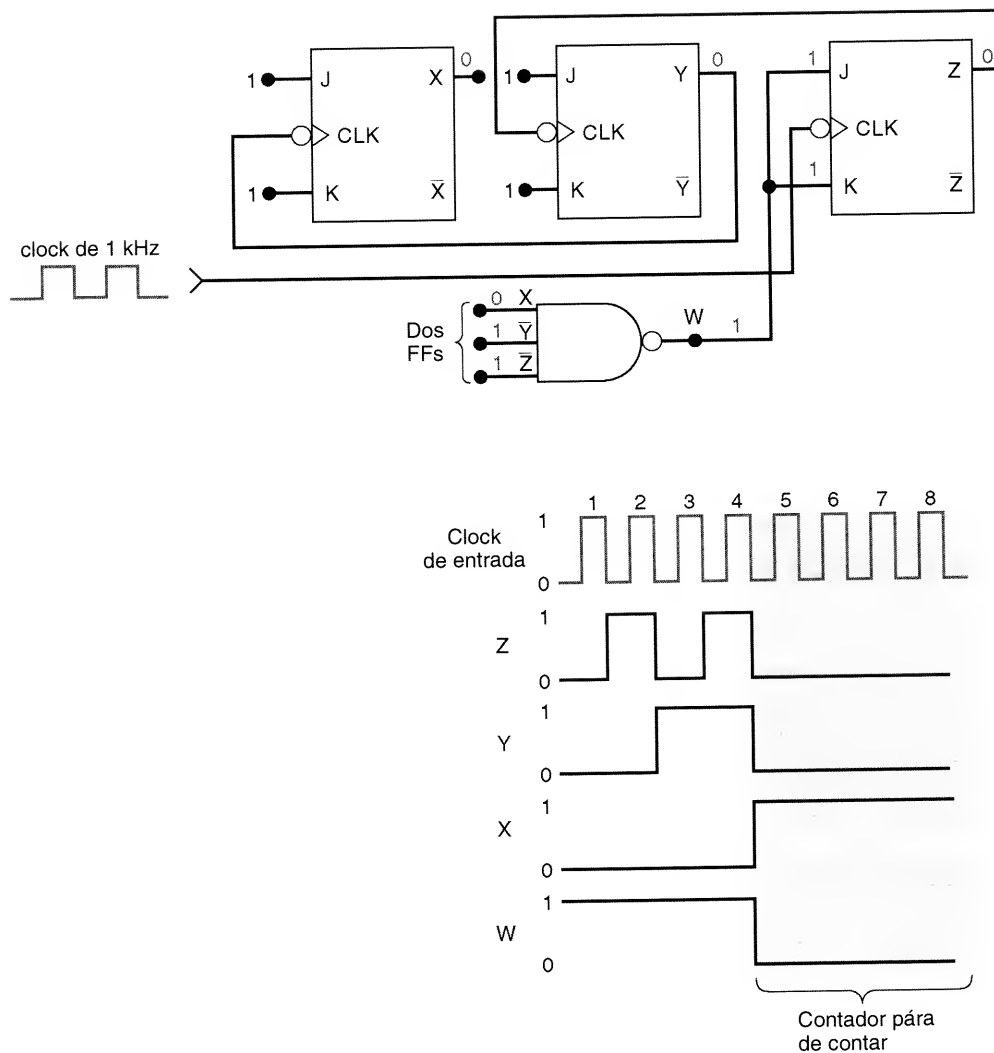 0 0 0
1 J X 1 J Y 1 J Z
CLK CLK CLK
1 K X̅ 1 K Y̅ 1 K Z̅
clock de 1 kHz
0 X
Dos 1 Y̅ W 1
FFs 1 Z̅
1 2 3 4 5 6 7 8
1
Clock
de entrada
0
1
Z
0
1
Y
0
1
X
0
1
W
0
Contador pára
de contar